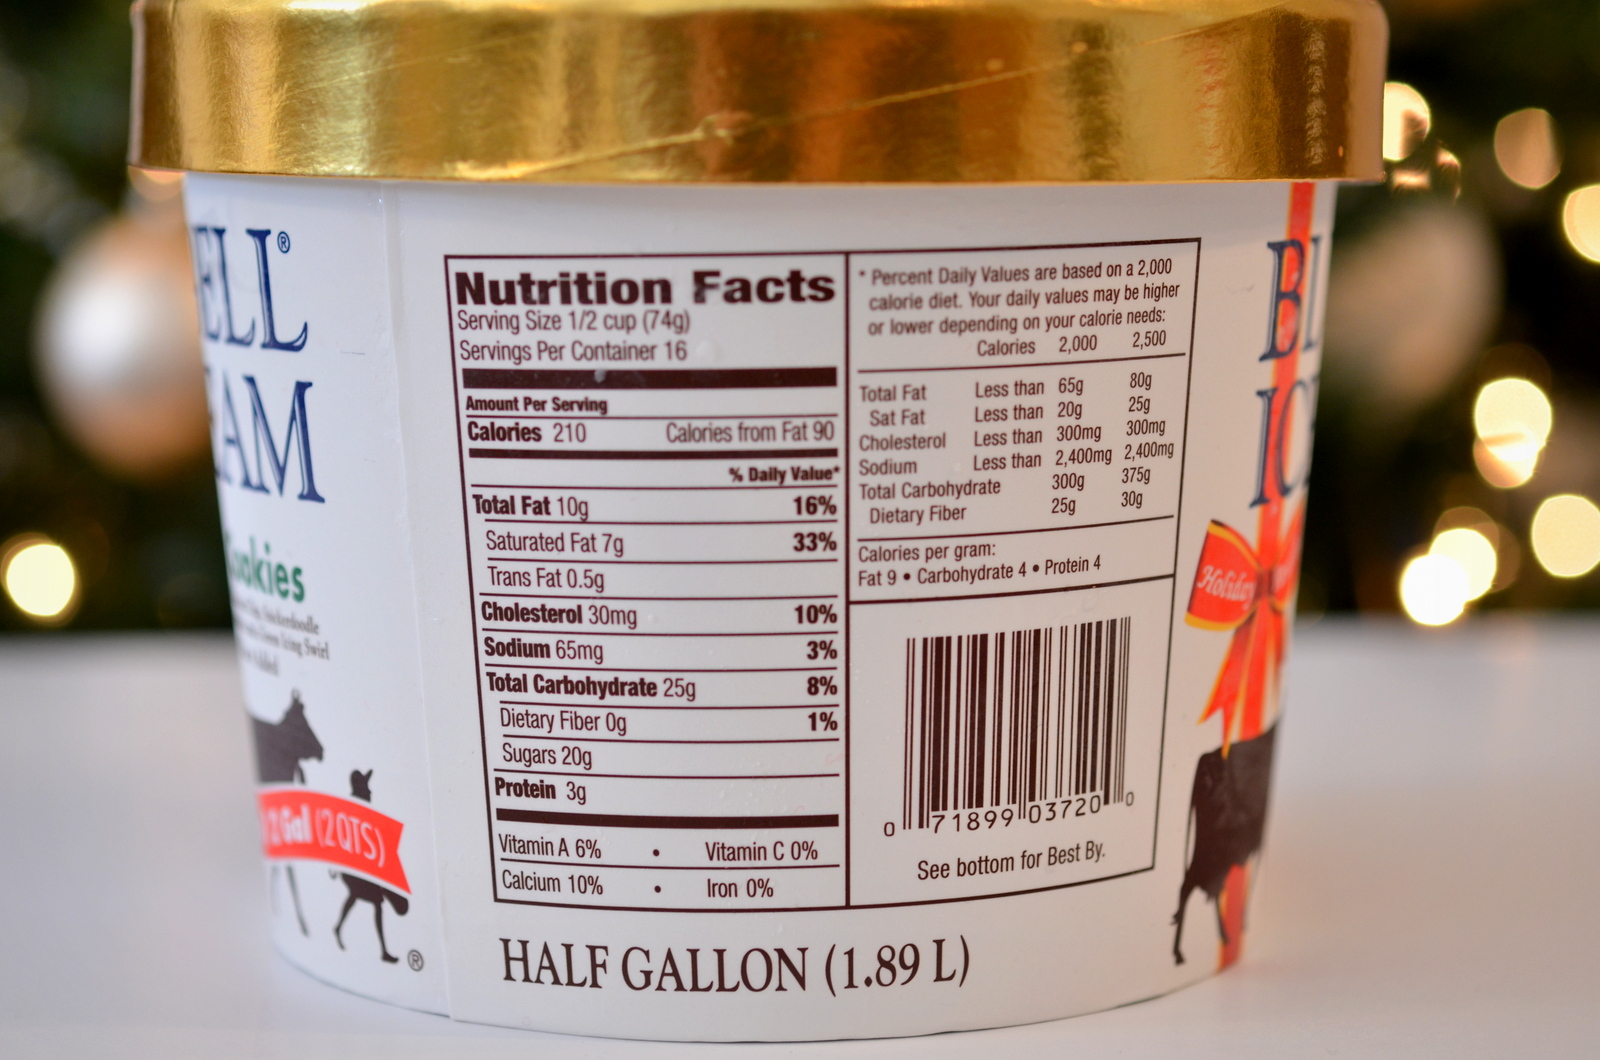 ELL®
AM
okies
Snickerdoodle
Icing Swirl
Gal (2QTS)
®
Nutrition Facts
Serving Size 1/2 cup (74g)
Servings Per Container 16
Amount Per Serving
Calories 210 Calories from Fat 90
% Daily Value*
Total Fat 10g 16%
Saturated Fat 7g 33%
Trans Fat 0.5g
Cholesterol 30mg 10%
Sodium 65mg 3%
Total Carbohydrate 25g 8%
Dietary Fiber 0g 1%
Sugars 20g
Protein 3g
Vitamin A 6% • Vitamin C 0%
Calcium 10% • Iron 0%
* Percent Daily Values are based on a 2,000
calorie diet. Your daily values may be higher
or lower depending on your calorie needs:
Calories 2,000 2,500
Total Fat Less than 65g 80g
Sat Fat Less than 20g 25g
Cholesterol Less than 300mg 300mg
Sodium Less than 2,400mg 2,400mg
Total Carbohydrate 300g 375g
Dietary Fiber 25g 30g
Calories per gram:
Fat 9 • Carbohydrate 4 • Protein 4
0 71899 03720 0
See bottom for Best By.
HALF GALLON (1.89 L)
BL
IC
Holiday